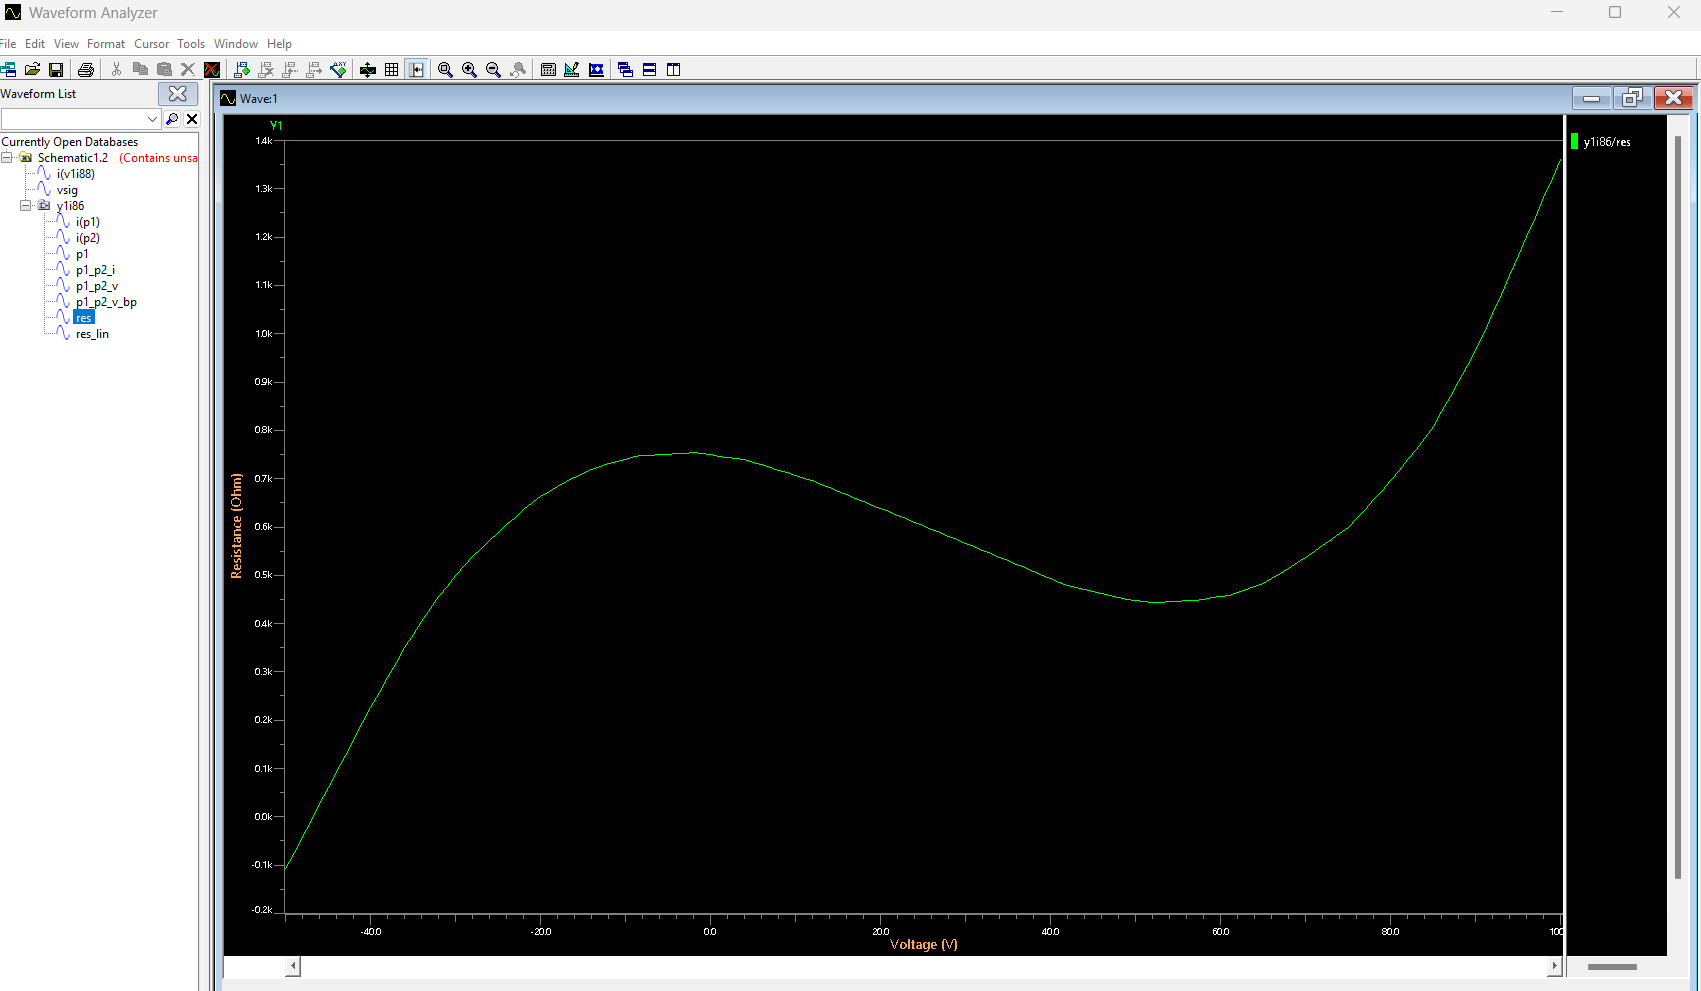 Waveform Analyzer
File Edit View Format Cursor Tools Window Help
Waveform List
Currently Open Databases
Schematic1.2 (Contains unsa
i(v1i88)
vsig
y1i86
i(p1)
i(p2)
p1
p1_p2_i
p1_p2_v
p1_p2_v_bp
res
res_lin
Wave:1
Y1
1.4k
1.3k
1.2k
1.1k
1.0k
0.9k
0.8k
0.7k
0.6k
0.5k
0.4k
0.3k
0.2k
0.1k
0.0k
-0.1k
-0.2k
Resistance (Ohm)
-40.0 -20.0 0.0 20.0 40.0 60.0 80.0 100
Voltage (V)
y1i86/res